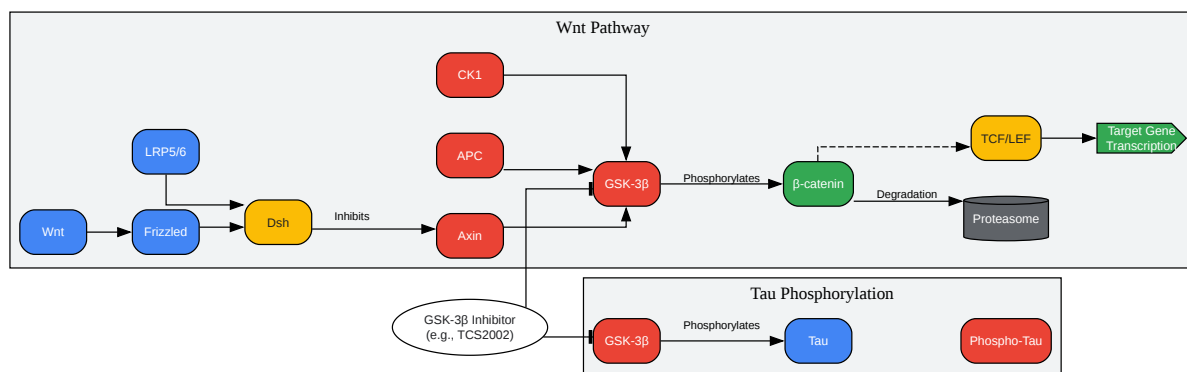 Wnt Pathway
CK1
LRP5/6
APC
TCF/LEF
Target Gene
Transcription
GSK-3β
Phosphorylates
β-catenin
Degradation
Wnt
Frizzled
Dsh
Inhibits
Axin
Proteasome
GSK-3β Inhibitor
(e.g., TCS2002)
Tau Phosphorylation
GSK-3β
Phosphorylates
Tau
Phospho-Tau